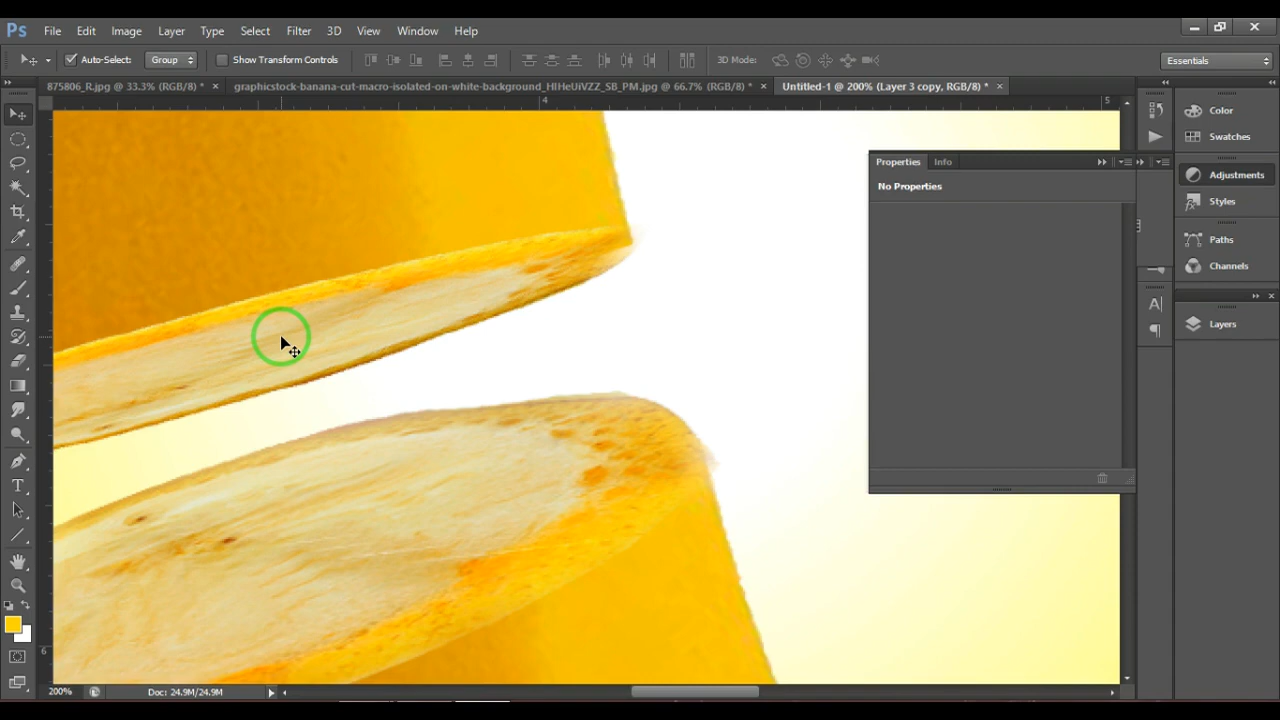 Ps File Edit Image Layer Type Select Filter 3D View Window Help
Auto-Select: Group Show Transform Controls 3D Mode: Essentials
875806_R.jpg @ 33.3% (RGB/8) * × graphicstock-banana-cut-macro-isolated-on-white-background_HIHeUiVZZ_SB_PM.jpg @ 66.7% (RGB/8) * × Untitled-1 @ 200% (Layer 3 copy, RGB/8) * ×
4 5
Color
Swatches
Properties Info
No Properties
Adjustments
Styles
Paths
Channels
Layers
6
200% Doc: 24.9M/24.9M